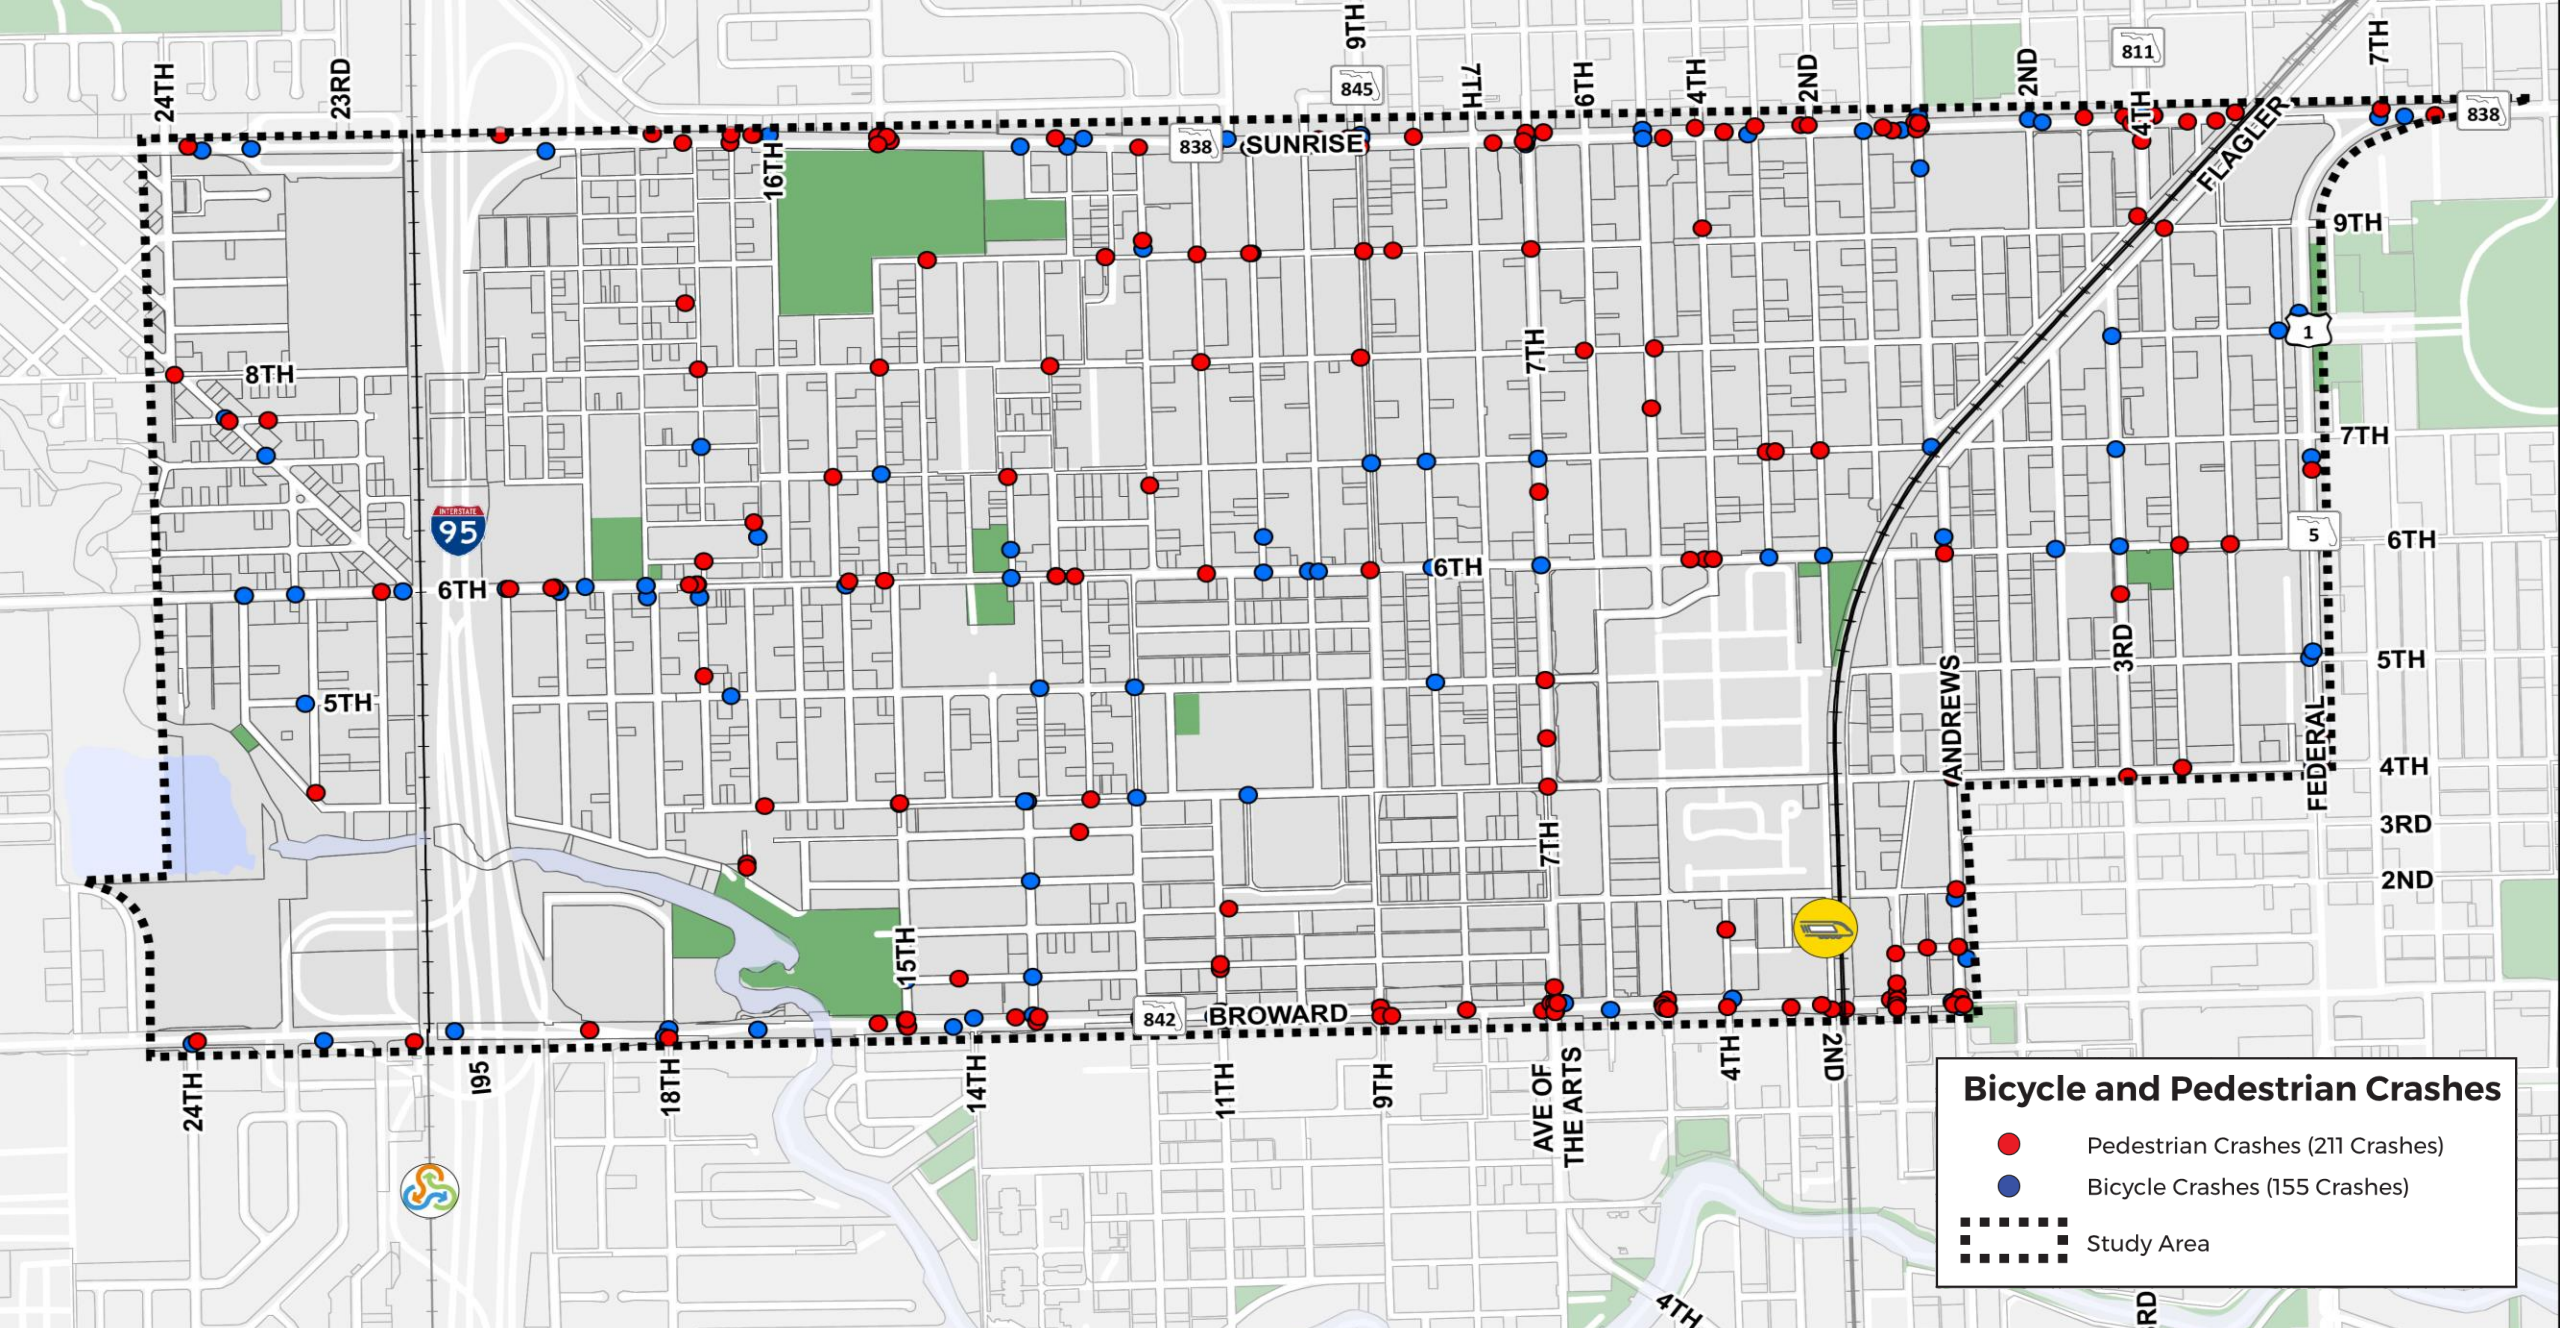 9TH
811
7TH
24TH
23RD
845
7TH
6TH
4TH
2ND
2ND
4TH
838
16TH
838
SUNRISE
FLAGLER
9TH
1
7TH
8TH
7TH
INTERSTATE
95
5
6TH
6TH
6TH
5TH
5TH
3RD
ANDREWS
FEDERAL
4TH
7TH
3RD
2ND
15TH
842
BROWARD
24TH
I95
18TH
14TH
11TH
9TH
AVE OF
THE ARTS
4TH
2ND
Bicycle and Pedestrian Crashes
Pedestrian Crashes (211 Crashes)
Bicycle Crashes (155 Crashes)
Study Area
4TH
RD